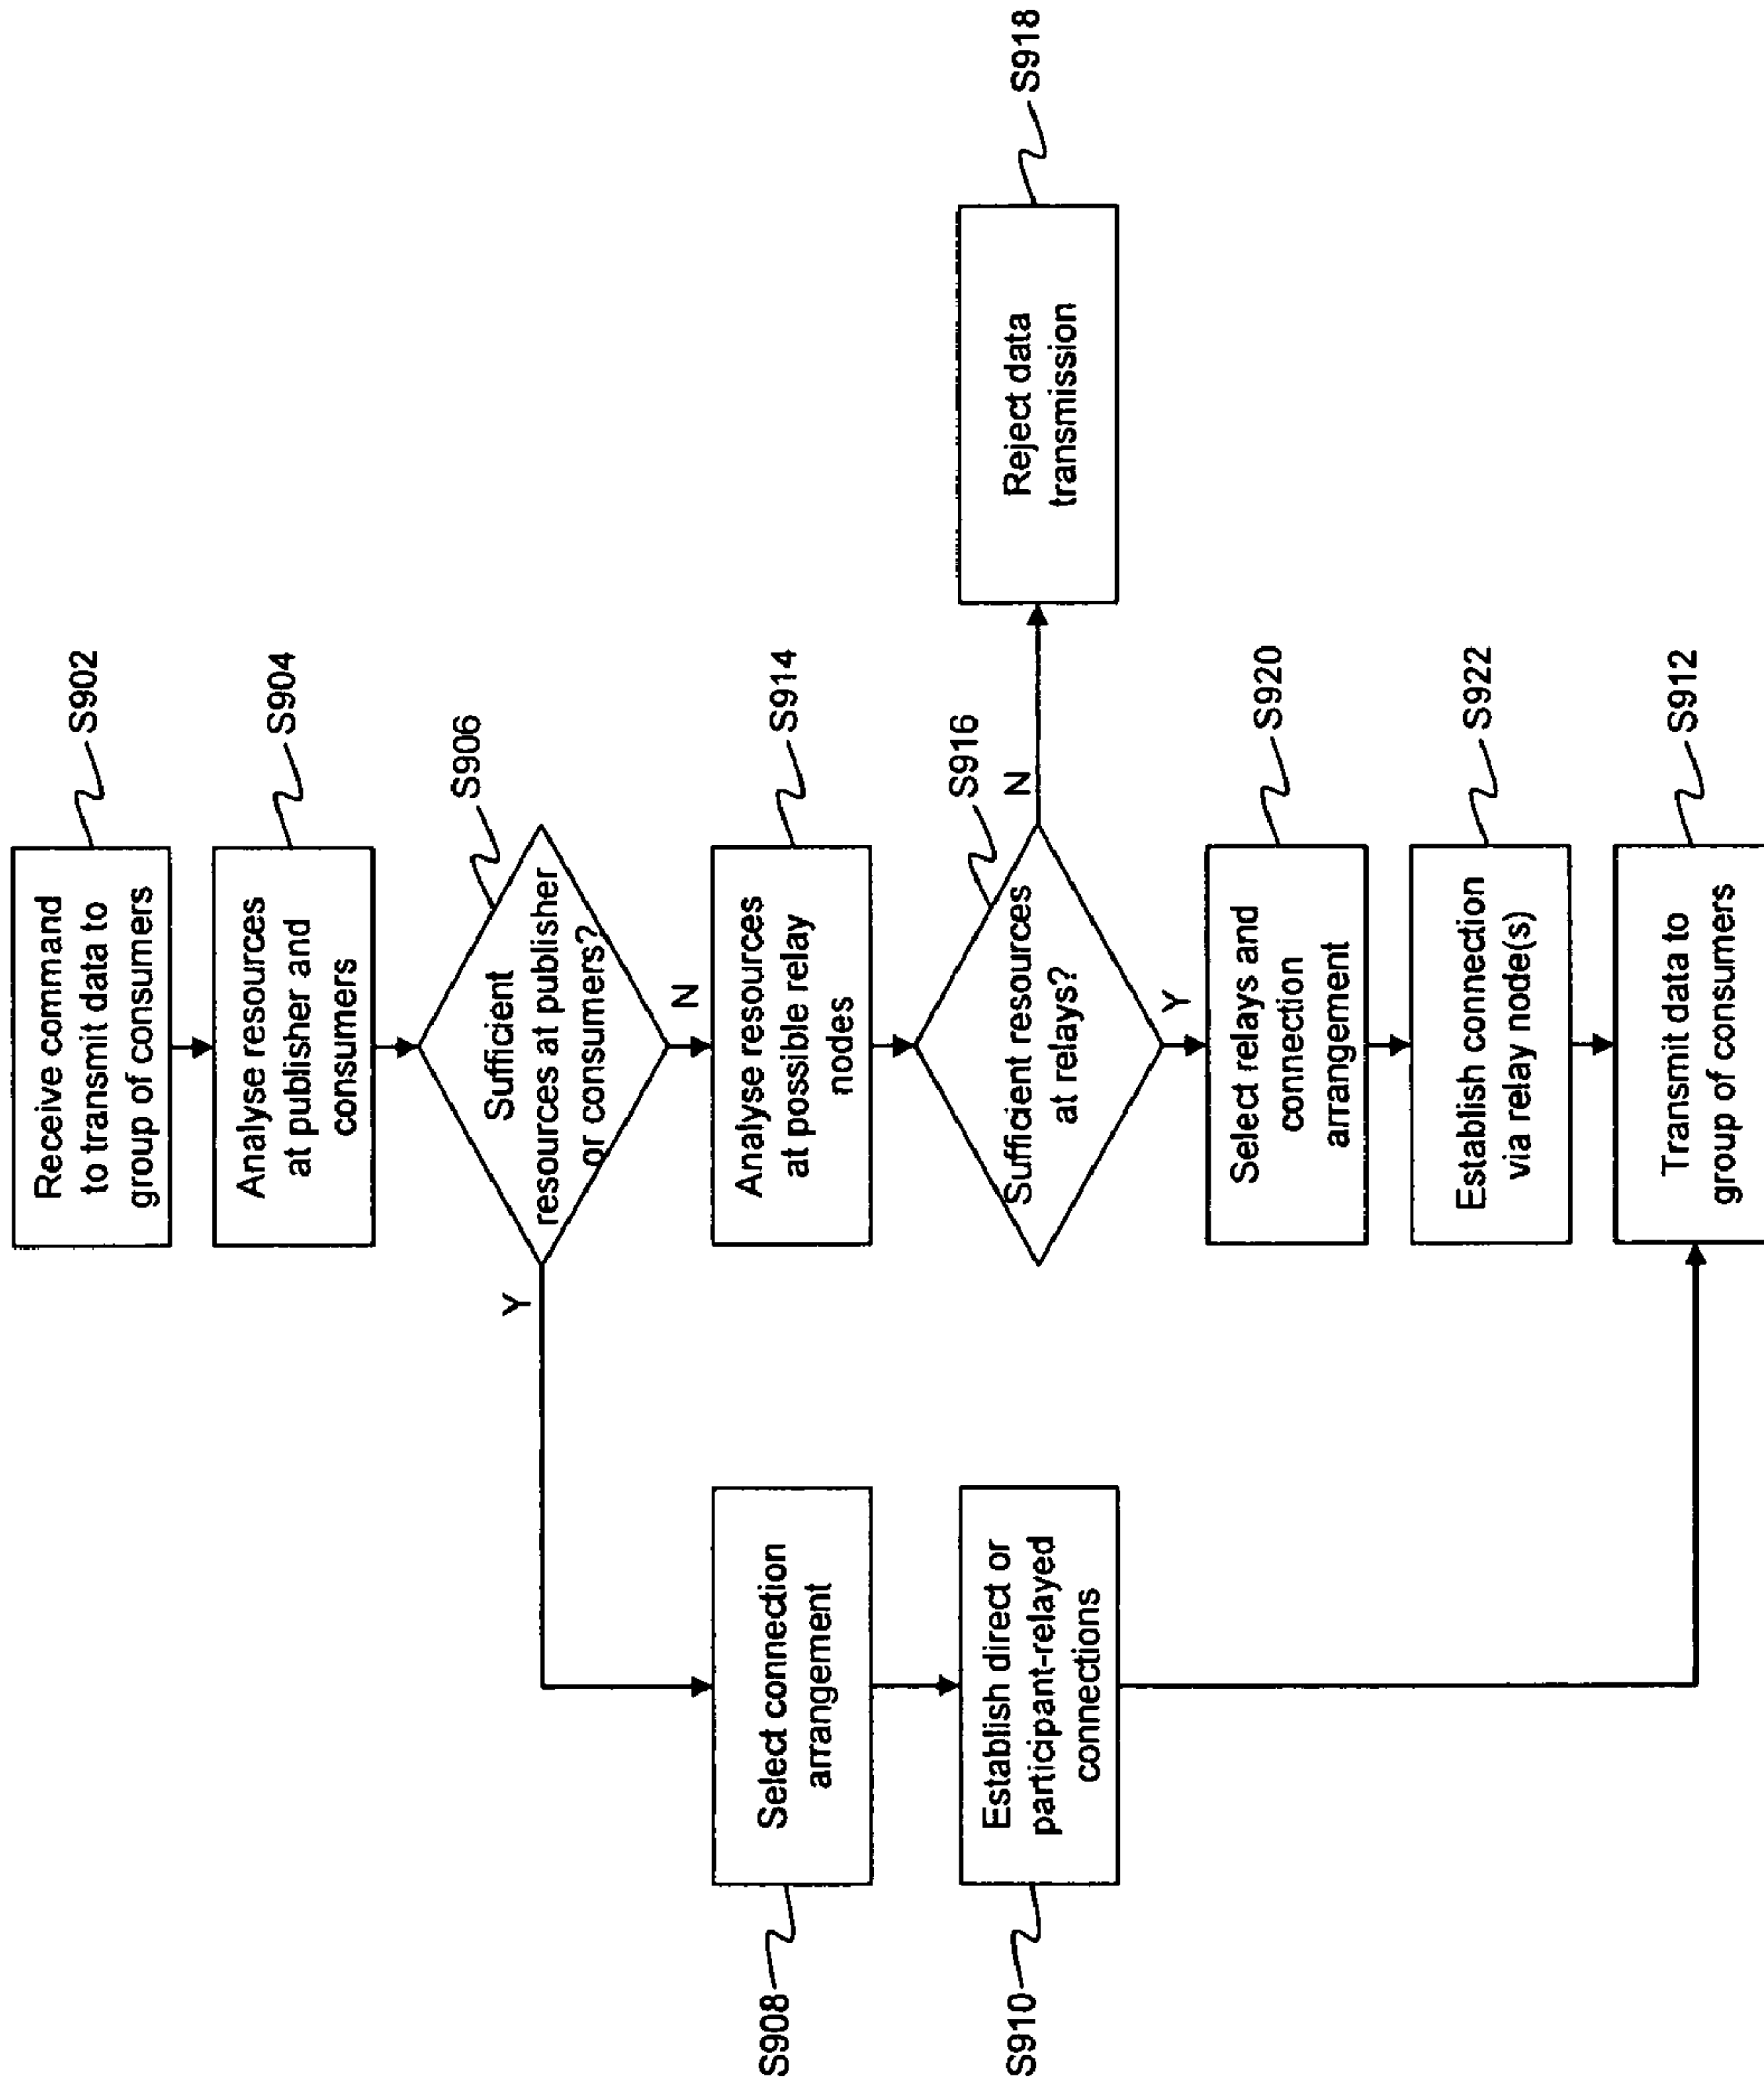 Receive command
to transmit data to
group of consumers
S902
Analyse resources
at publisher and
consumers
S904
Sufficient
resources at publisher
or consumers?
S906
Y
N
Select connection
arrangement
S908
Establish direct or
participant-relayed
connections
S910
Analyse resources
at possible relay
nodes
S914
Sufficient resources
at relays?
S916
N
Y
Reject data
transmission
S918
Select relays and
connection
arrangement
S920
Establish connection
via relay node(s)
S922
Transmit data to
group of consumers
S912